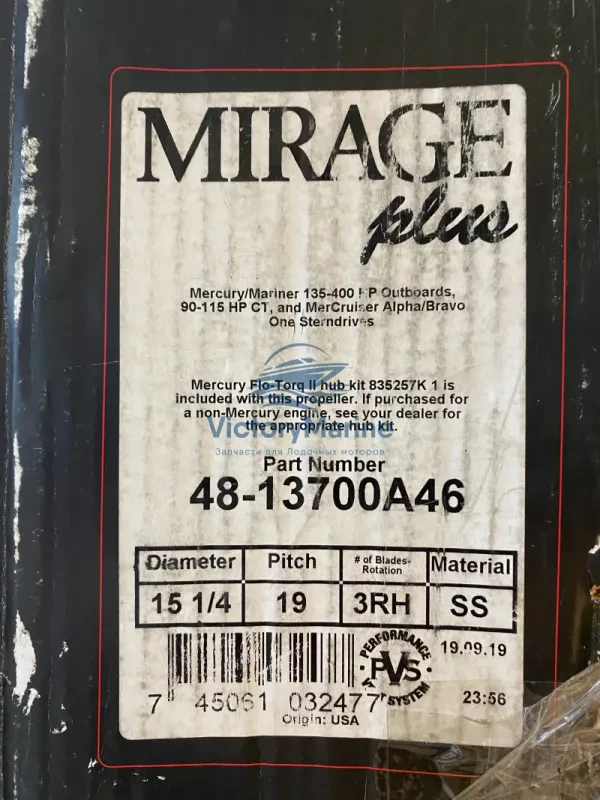 MIRAGE
plus
Mercury/Mariner 135-400 HP Outboards,
90-115 HP CT, and MerCruiser Alpha/Bravo
One Sterndrives
Mercury Flo-Torq II hub kit 835257K 1 is
included with this propeller. If purchased for
a non-Mercury engine, see your dealer for
the appropriate hub kit.
VictoryMarine
Запчасти для Лодочных моторов
Part Number
48-13700A46
Diameter Pitch # of Blades- Material
Rotation
15 1/4 19 3RH SS
PERFORMANCE
PVS
SYSTEM
19.09.19
7 45061 032477
23:56
Origin: USA